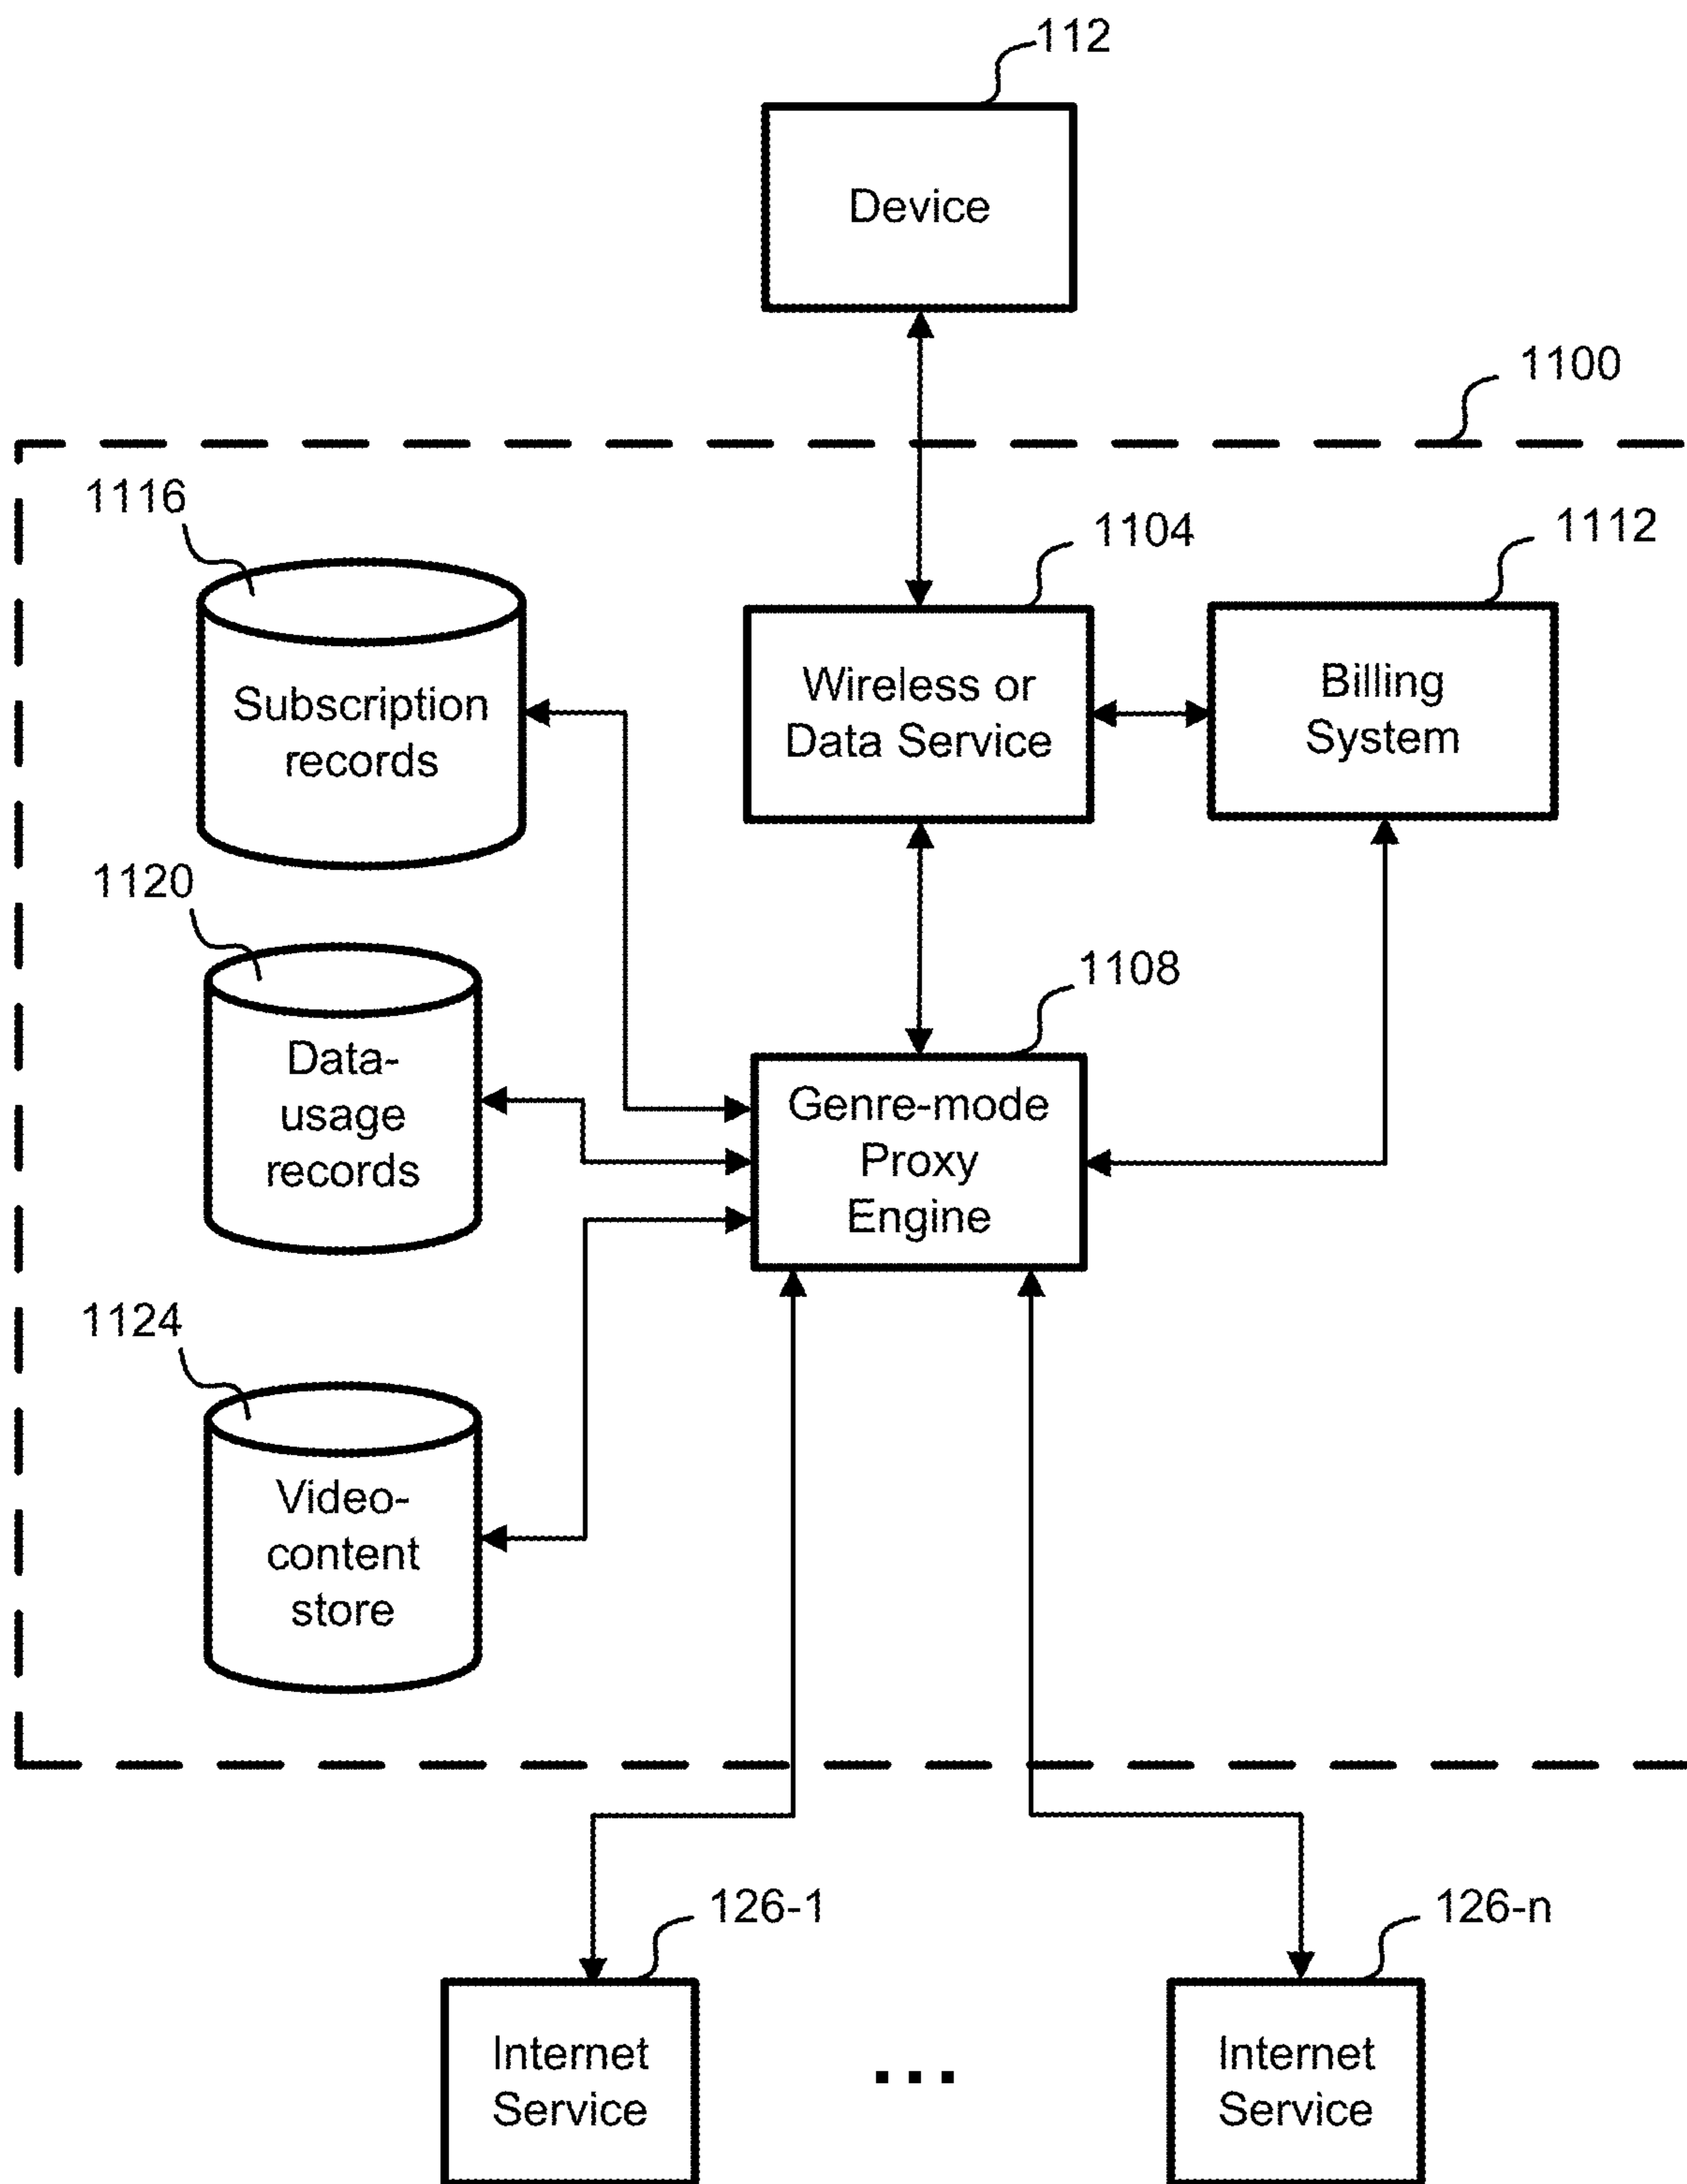 112
Device
1100
1116
1104
1112
Subscription
records
Wireless or
Data Service
Billing
System
1120
1108
Data-
usage
records
Genre-mode
Proxy
Engine
1124
Video-
content
store
126-1
126-n
Internet
Service
...
Internet
Service